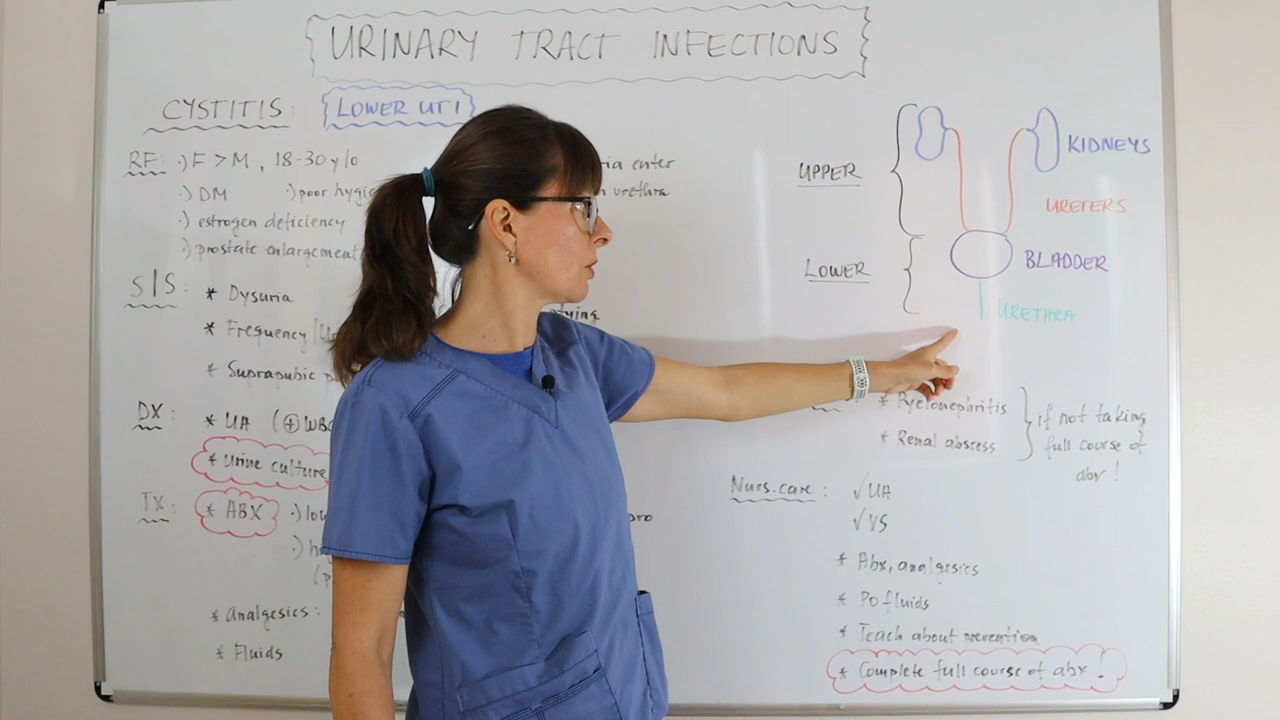 URINARY TRACT INFECTIONS
CYSTITIS: LOWER UTI
RF: ·) F > M, 18-30 y/o
·) DM ·) poor
·) estrogen deficiency
·) prostate enlargement
enter
urethra
S|S: * Dysuria
* Frequency
* Suprapubic
DX: * UA (⊕
* Urine culture
TX: * ABX ·)
·)
* Analgesics:
* Fluids
UPPER
LOWER
KIDNEYS
URETERS
BLADDER
URETHRA
* Pyelonephritis
* Renal abscess
if not taking
full course of
abx!
Nurs. care: √ UA
√ VS
* Abx, analgesics
* Po fluids
* Teach about prevention
* Complete full course of abx!